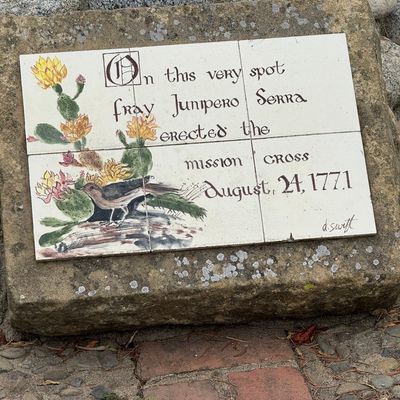 On this very spot
fray Junipero Serra
erected the
mission cross
August, 24, 1771
d. swift